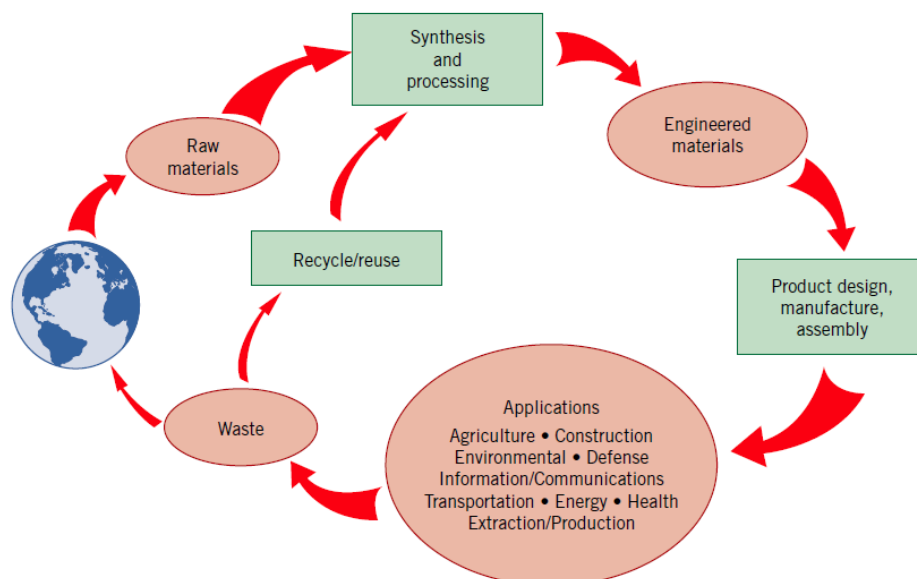 Synthesis
and
processing
Raw
materials
Engineered
materials
Recycle/reuse
Product design,
manufacture,
assembly
Applications
Agriculture • Construction
Environmental • Defense
Information/Communications
Transportation • Energy • Health
Extraction/Production
Waste